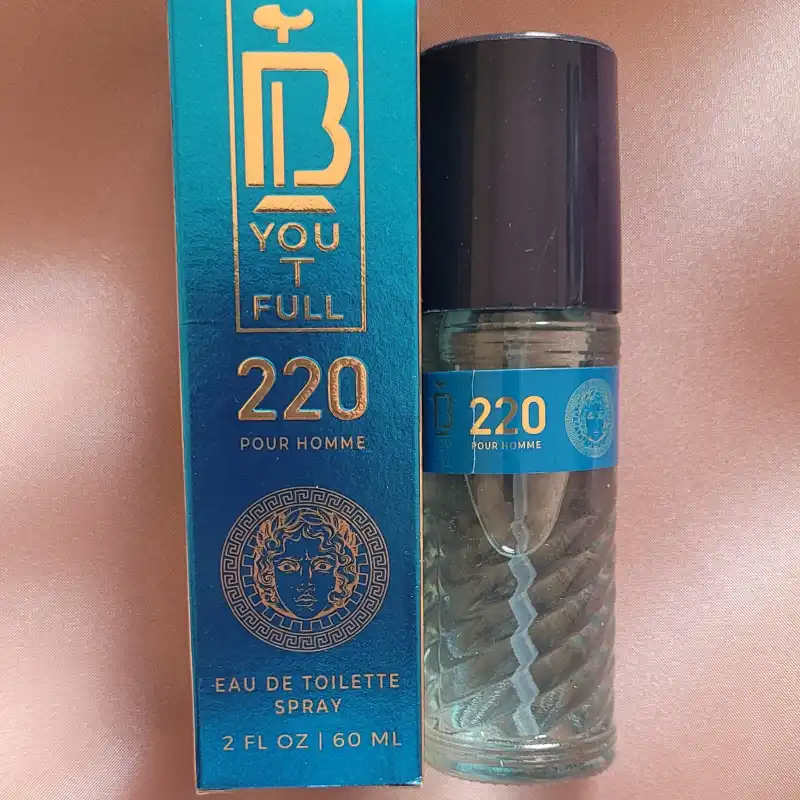 B
YOU
T
FULL
220
POUR HOMME
EAU DE TOILETTE
SPRAY
2 FL OZ | 60 ML
B
220
POUR HOMME